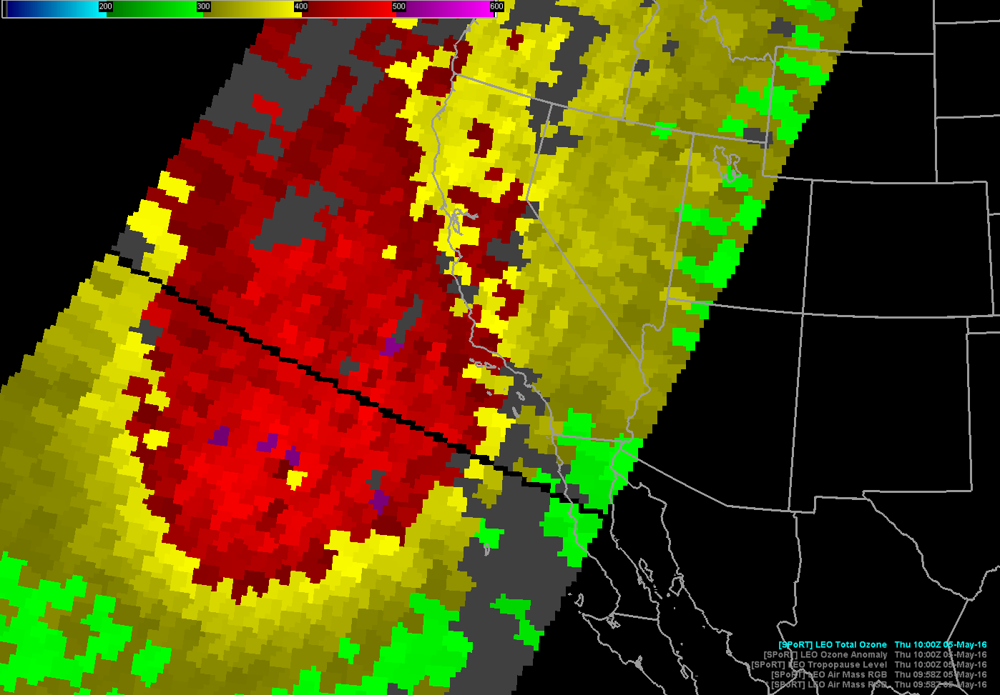 200 300 400 500 600
[SPoRT] LEO Total Ozone Thu 10:00Z 05-May-16
[SPoRT] LEO Ozone Anomaly Thu 10:00Z 05-May-16
[SPoRT] LEO Tropopause Level Thu 10:00Z 05-May-16
[SPoRT] LEO Air Mass RGB Thu 09:58Z 05-May-16
[SPoRT] LEO Air Mass RGB Thu 09:58Z 05-May-16